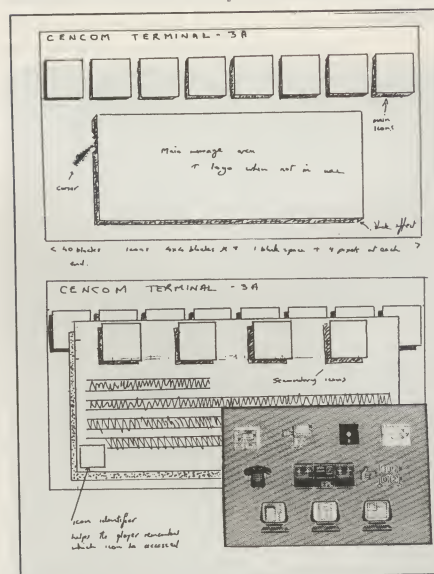 CENCOM TERMINAL - 3A
main
icons
Main message area
+ logo when not in use
cursor
block effect
< 40 blocks icons 4x4 blocks x 8 1 block space + 4 at each >
end.
CENCOM TERMINAL - 3A
Secondary icons
icon identifier
helps the player remember
which icon he accessed